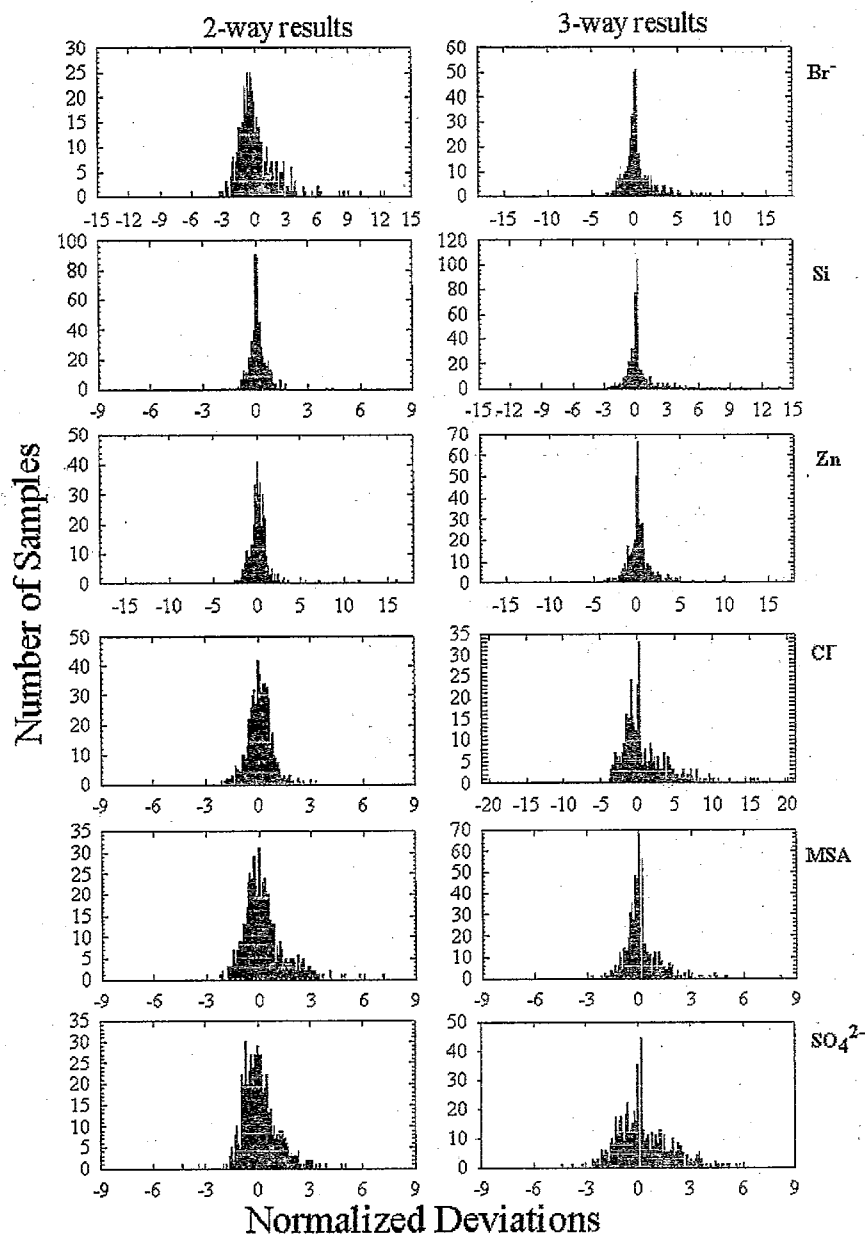 2-way results 3-way results
30 60 Br⁻
25 50
20 40
15 30
10 20
5 10
0 0
-15 -12 -9 -6 -3 0 3 6 9 12 15 -15 -10 -5 0 5 10 15
100 120 Si
80 100
60 80
40 60
20 40
0 20
0
-9 -6 -3 0 3 6 9 -15 -12 -9 -6 -3 0 3 6 9 12 15
50 70 Zn
40 60
30 50
20 40
10 30
0 20
10
0
-15 -10 -5 0 5 10 15 -15 -10 -5 0 5 10 15
50 35 Cl⁻
40 30
30 25
20 20
10 15
0 10
5
0
-9 -6 -3 0 3 6 9 -20 -15 -10 -5 0 5 10 15 20
35 70 MSA
30 60
25 50
20 40
15 30
10 20
5 10
0 0
-9 -6 -3 0 3 6 9 -9 -6 -3 0 3 6 9
35 50 SO₄²⁻
30 40
25 30
20 20
15 10
10 0
5
0
-9 -6 -3 0 3 6 9 -9 -6 -3 0 3 6 9
Number of Samples
Normalized Deviations